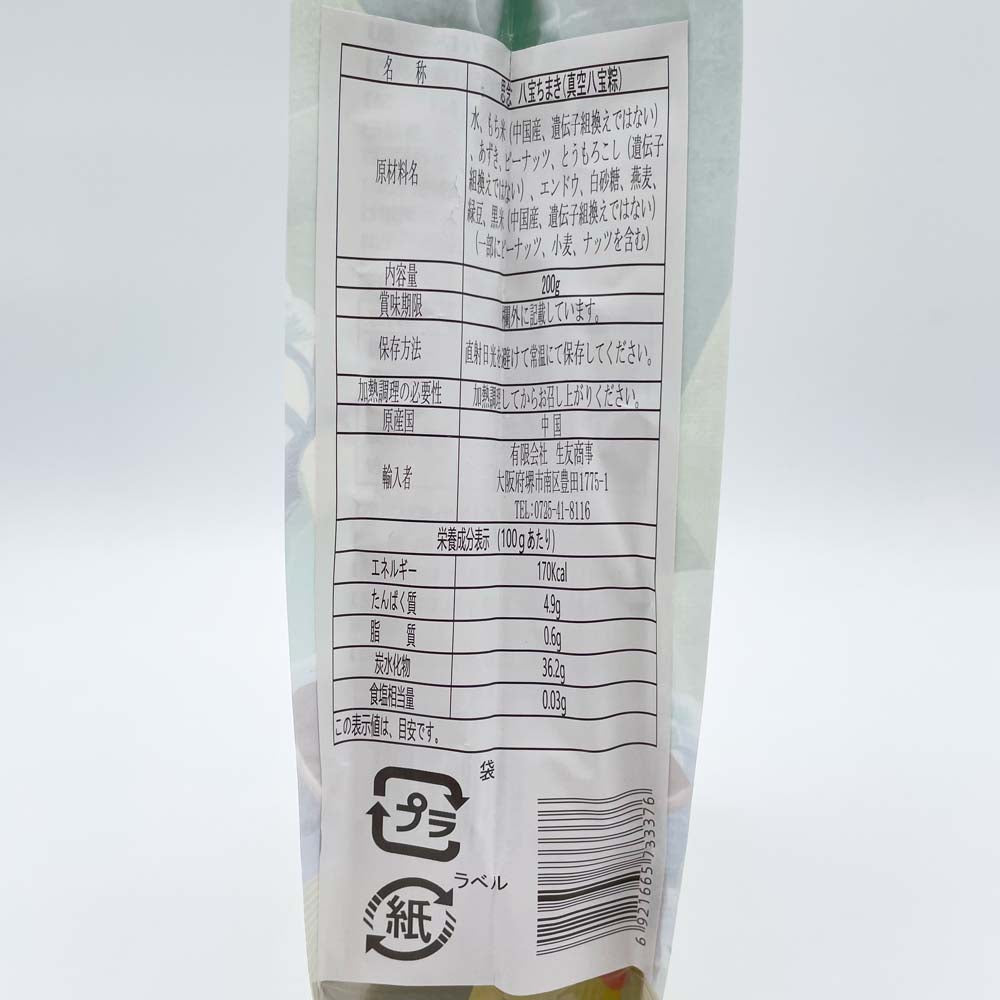 名 称 思念 八宝ちまき(真空八宝粽)
原材料名
水、もち米(中国産、遺伝子組換えではない)
、あずき、ピーナッツ、とうもろこし(遺伝子
組換えではない)、エンドウ、白砂糖、燕麦、
緑豆、黒米(中国産、遺伝子組換えではない)
(一部にピーナッツ、小麦、ナッツを含む)
内容量 200g
賞味期限 欄外に記載しています。
保存方法 直射日光を避けて常温にて保存してください。
加熱調理の必要性 加熱調理してからお召し上がりください。
原産国 中国
輸入者
有限会社 生友商事
大阪府堺市南区豊田1775-1
TEL:0725-41-8116
栄養成分表示 (100gあたり)
エネルギー 170Kcal
たんぱく質 4.9g
脂 質 0.6g
炭水化物 36.2g
食塩相当量 0.03g
この表示値は、目安です。
袋
プラ
ラベル
紙
6921665733376